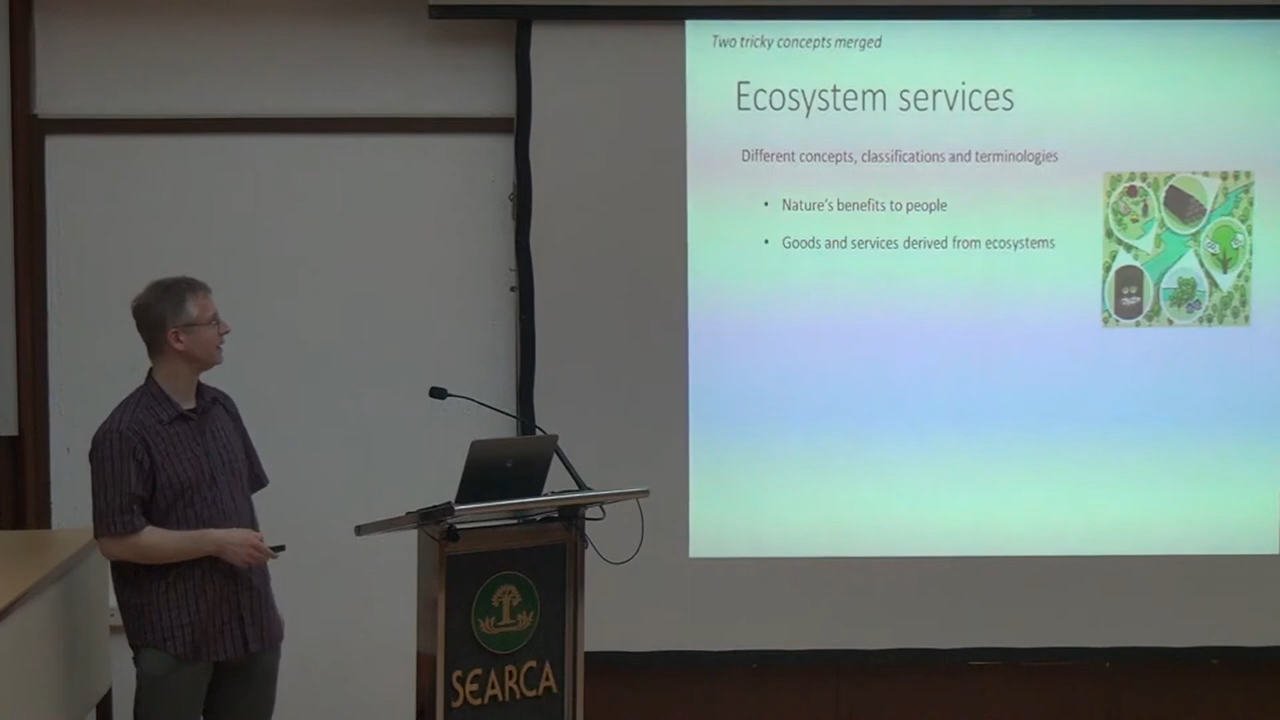 Two tricky concepts merged
Ecosystem services
Different concepts, classifications and terminologies
• Nature's benefits to people
• Goods and services derived from ecosystems
SEARCA